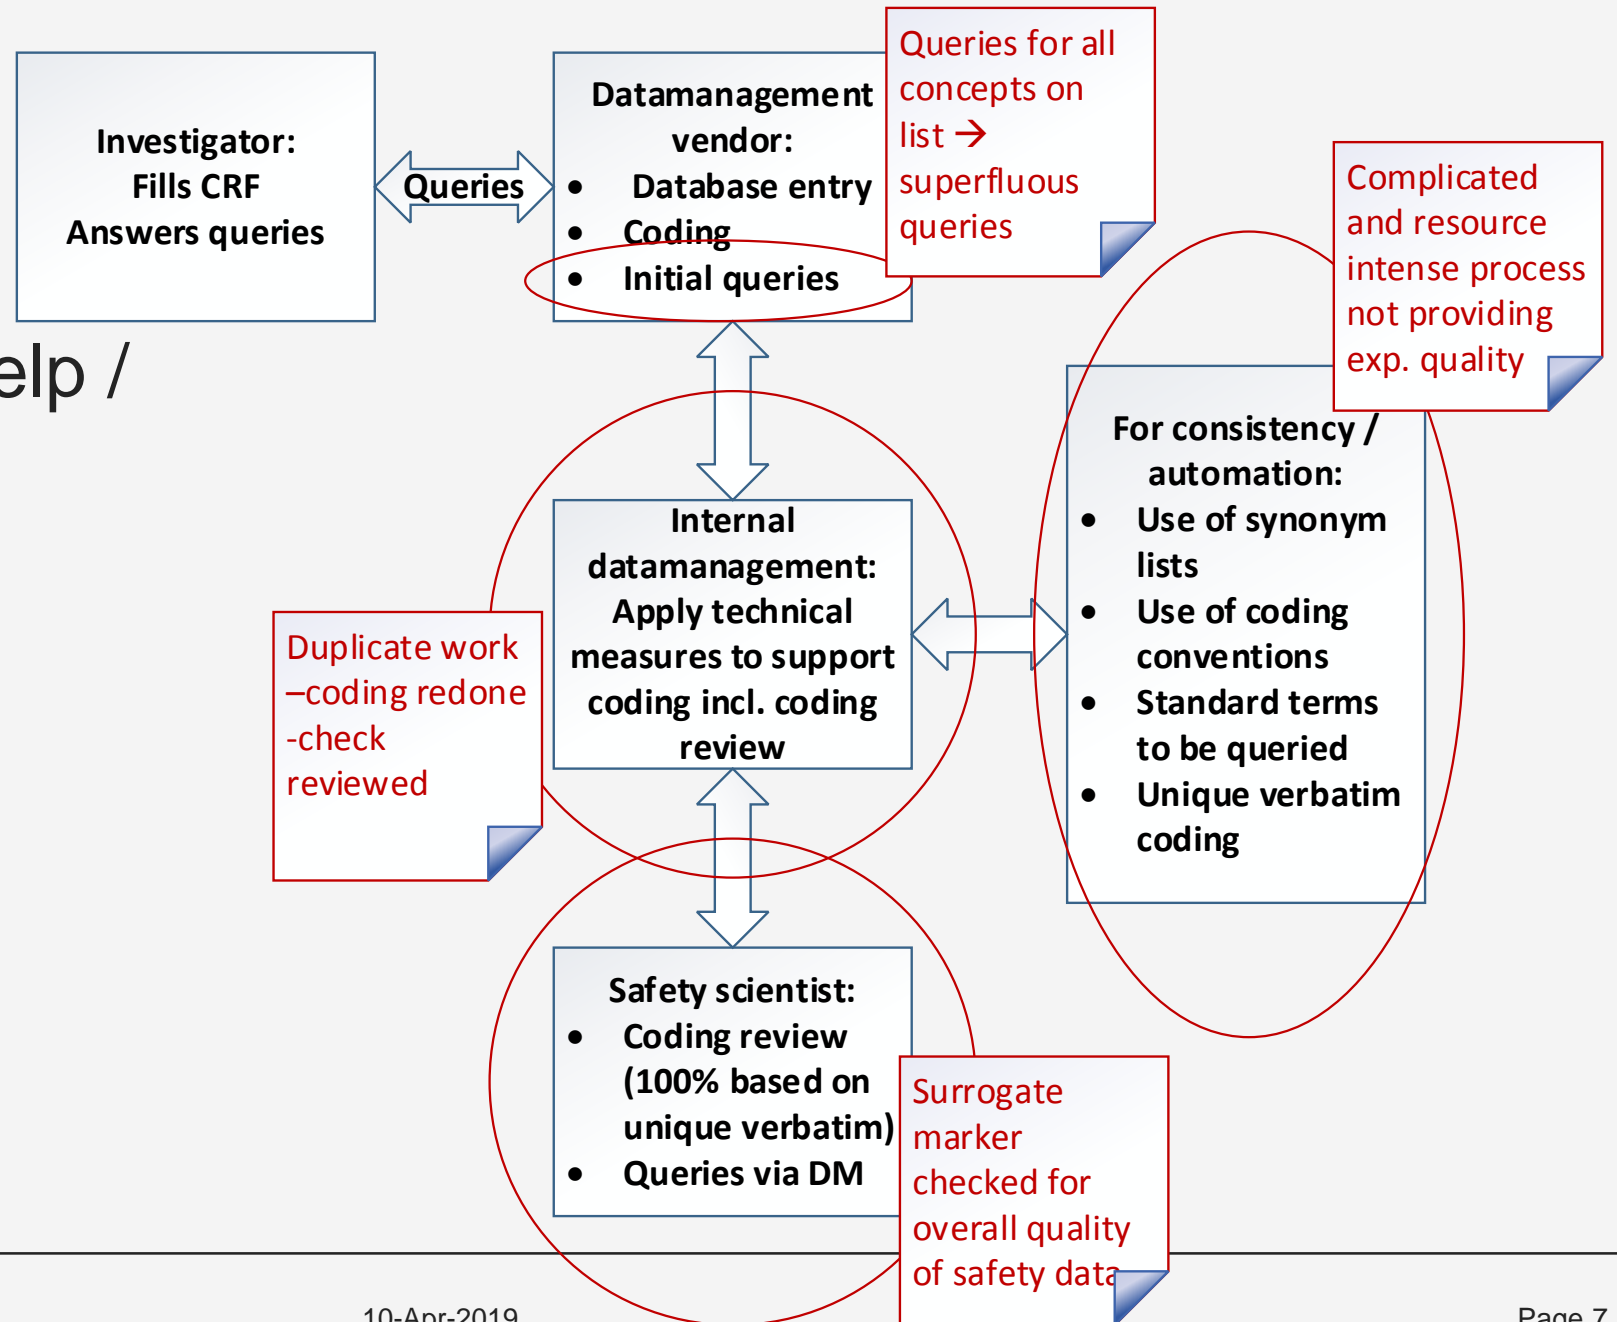 Investigator:
Fills CRF
Answers queries
Queries
Datamanagement
vendor:
• Database entry
• Coding
• Initial queries
Queries for all
concepts on
list →
superfluous
queries
Complicated
and resource
intense process
not providing
exp. quality
elp /
For consistency /
automation:
• Use of synonym
lists
• Use of coding
conventions
• Standard terms
to be queried
• Unique verbatim
coding
Internal
datamanagement:
Apply technical
measures to support
coding incl. coding
review
Duplicate work
–coding redone
-check
reviewed
Safety scientist:
• Coding review
(100% based on
unique verbatim)
• Queries via DM
Surrogate
marker
checked for
overall quality
of safety data
10-Apr-2019
Page 7